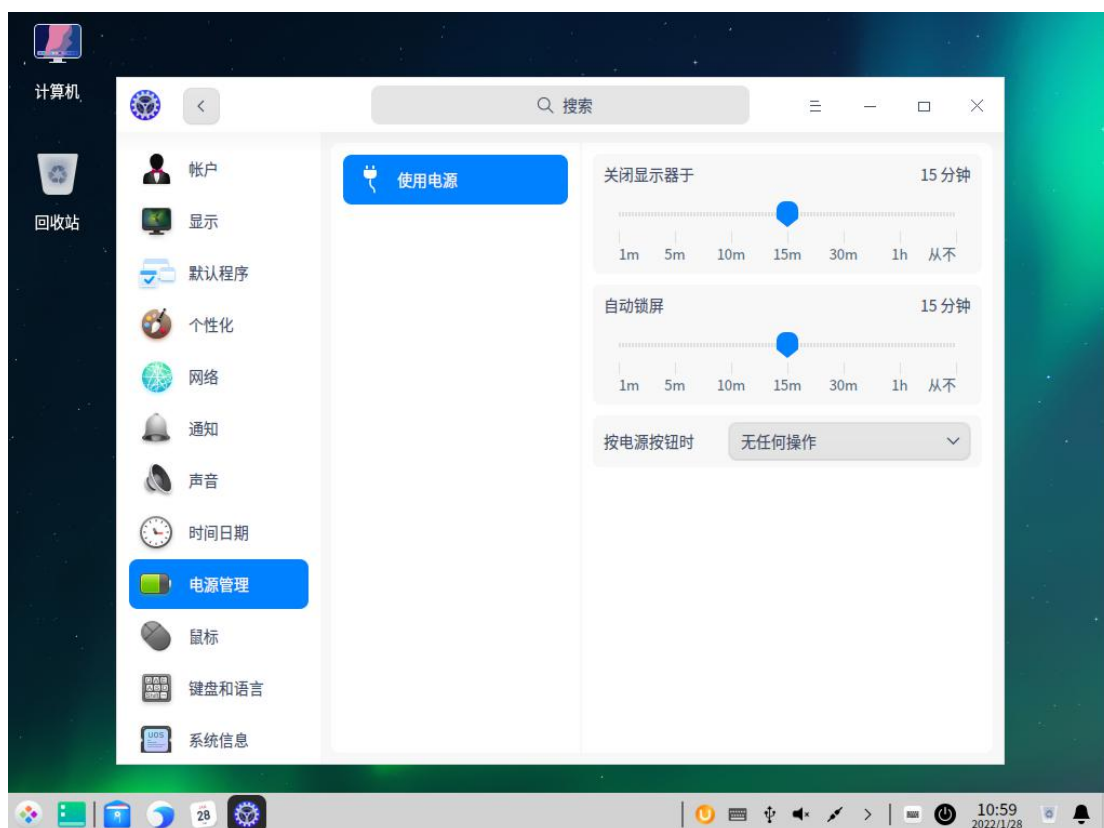 计算机
回收站
搜索
帐户
显示
默认程序
个性化
网络
通知
声音
时间日期
电源管理
鼠标
键盘和语言
UOS
系统信息
使用电源
关闭显示器于 15 分钟
1m 5m 10m 15m 30m 1h 从不
自动锁屏 15 分钟
1m 5m 10m 15m 30m 1h 从不
按电源按钮时 无任何操作
28
10:59
2022/1/28